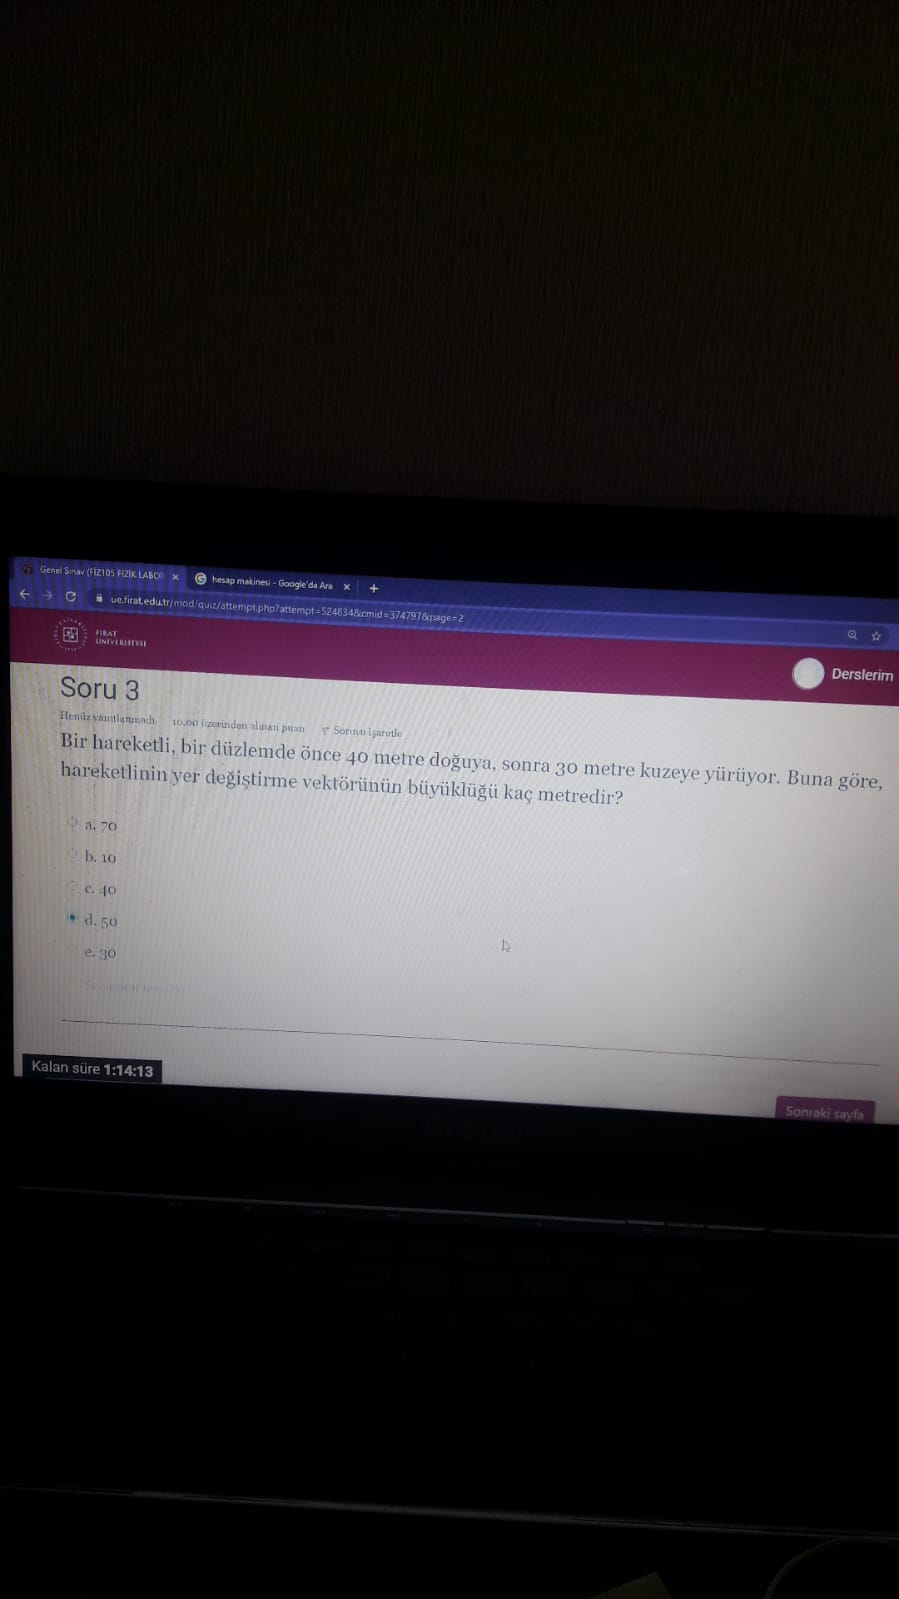 Genel Sınav (FİZ105 FİZİK LABO
hesap makinesi - Google'da Ara
ue.firat.edu.tr/mod/quiz/attempt.php?attempt=524834&cmid=374797&page=2
FIRAT
ÜNİVERSİTESİ
Derslerim
Soru 3
Henüz yanıtlanmadı 10,00 üzerinden alınan puan Soruyu işaretle
Bir hareketli, bir düzlemde önce 40 metre doğuya, sonra 30 metre kuzeye yürüyor. Buna göre,
hareketlinin yer değiştirme vektörünün büyüklüğü kaç metredir?
a. 70
b. 10
c. 40
d. 50
e. 30
Kalan süre 1:14:13
Sonraki sayfa
Casper